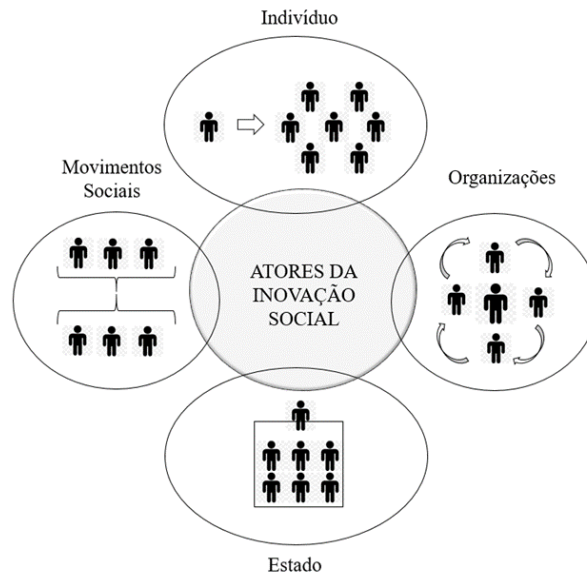 Indivíduo
Movimentos
Sociais
Organizações
ATORES DA
INOVAÇÃO
SOCIAL
Estado